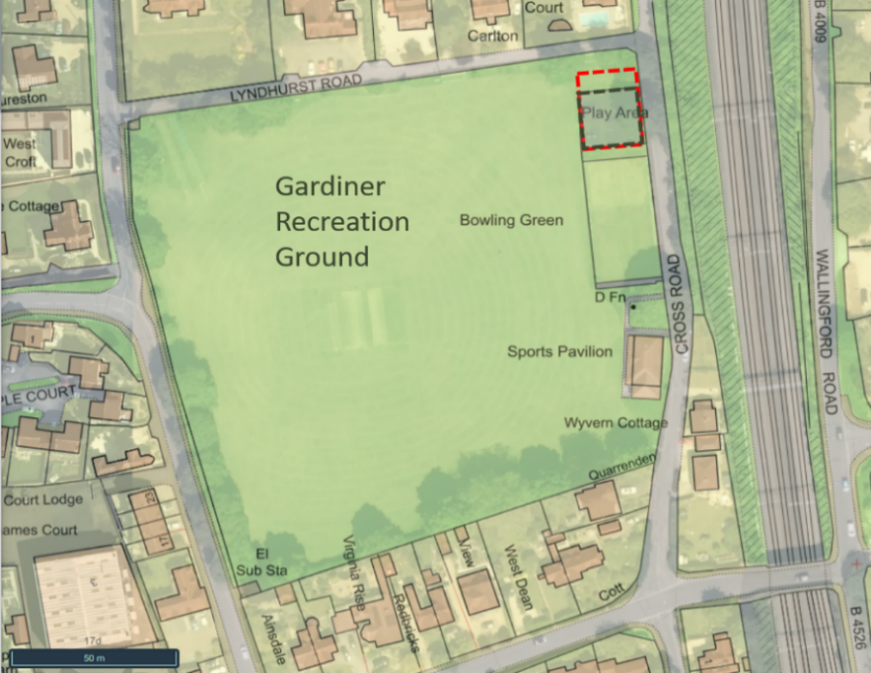 Court
Carlton
B 4009
LYNDHURST ROAD
ureston
Play Area
West
Croft
Cottage
Gardiner
Recreation
Ground
Bowling Green
CROSS ROAD
WALLINGFORD ROAD
D Fn
Sports Pavilion
PLE COURT
Wyvern Cottage
Quarrenden
Court Lodge
ames Court
23
17
El
Sub Sta
Virginia Rise
Redbricks
View
West Dean
Cott
Ainsdale
B 4526
17d
50 m